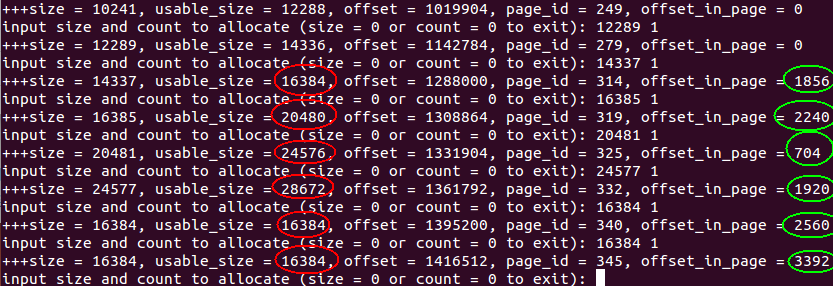 +++size = 10241, usable_size = 12288, offset = 1019904, page_id = 249, offset_in_page = 0
input size and count to allocate (size = 0 or count = 0 to exit): 12289 1
+++size = 12289, usable_size = 14336, offset = 1142784, page_id = 279, offset_in_page = 0
input size and count to allocate (size = 0 or count = 0 to exit): 14337 1
+++size = 14337, usable_size = 16384, offset = 1288000, page_id = 314, offset_in_page = 1856
input size and count to allocate (size = 0 or count = 0 to exit): 16385 1
+++size = 16385, usable_size = 20480, offset = 1308864, page_id = 319, offset_in_page = 2240
input size and count to allocate (size = 0 or count = 0 to exit): 20481 1
+++size = 20481, usable_size = 24576, offset = 1331904, page_id = 325, offset_in_page = 704
input size and count to allocate (size = 0 or count = 0 to exit): 24577 1
+++size = 24577, usable_size = 28672, offset = 1361792, page_id = 332, offset_in_page = 1920
input size and count to allocate (size = 0 or count = 0 to exit): 16384 1
+++size = 16384, usable_size = 16384, offset = 1395200, page_id = 340, offset_in_page = 2560
input size and count to allocate (size = 0 or count = 0 to exit): 16384 1
+++size = 16384, usable_size = 16384, offset = 1416512, page_id = 345, offset_in_page = 3392
input size and count to allocate (size = 0 or count = 0 to exit):